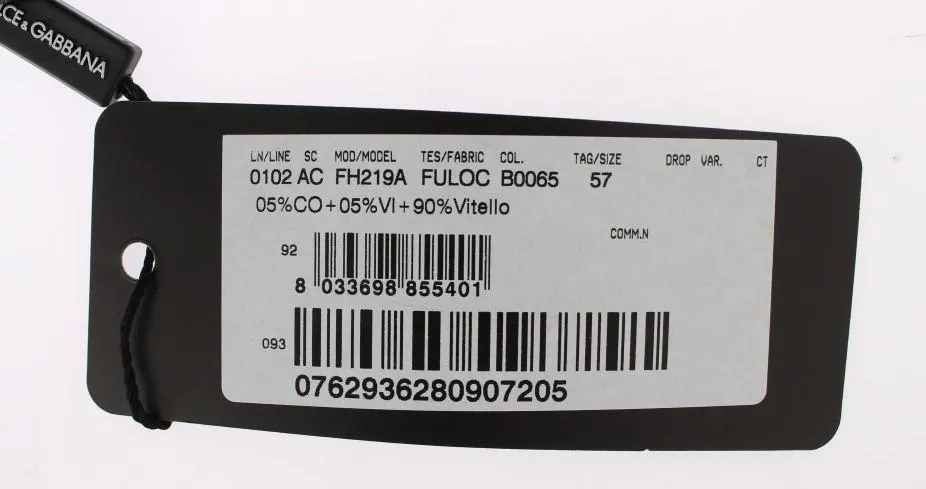 CE & GABBANA
LN/LINE SC MOD/MODEL TES/FABRIC COL. TAG/SIZE DROP VAR. CT
0102 AC FH219A FULOC B0065 57
05%CO+05%VI+90%Vitello
COMM.N
92
8 033698 855401
093
0762936280907205